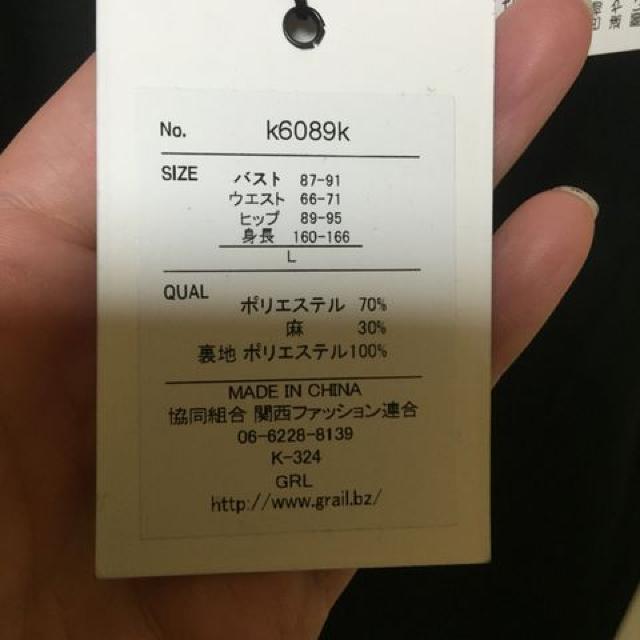 No. k6089k
SIZE バスト 87-91
ウエスト 66-71
ヒップ 89-95
身長 160-166
L
QUAL ポリエステル 70%
麻 30%
裏地 ポリエステル100%
MADE IN CHINA
協同組合 関西ファッション連合
06-6228-8139
K-324
GRL
http://www.grail.bz/